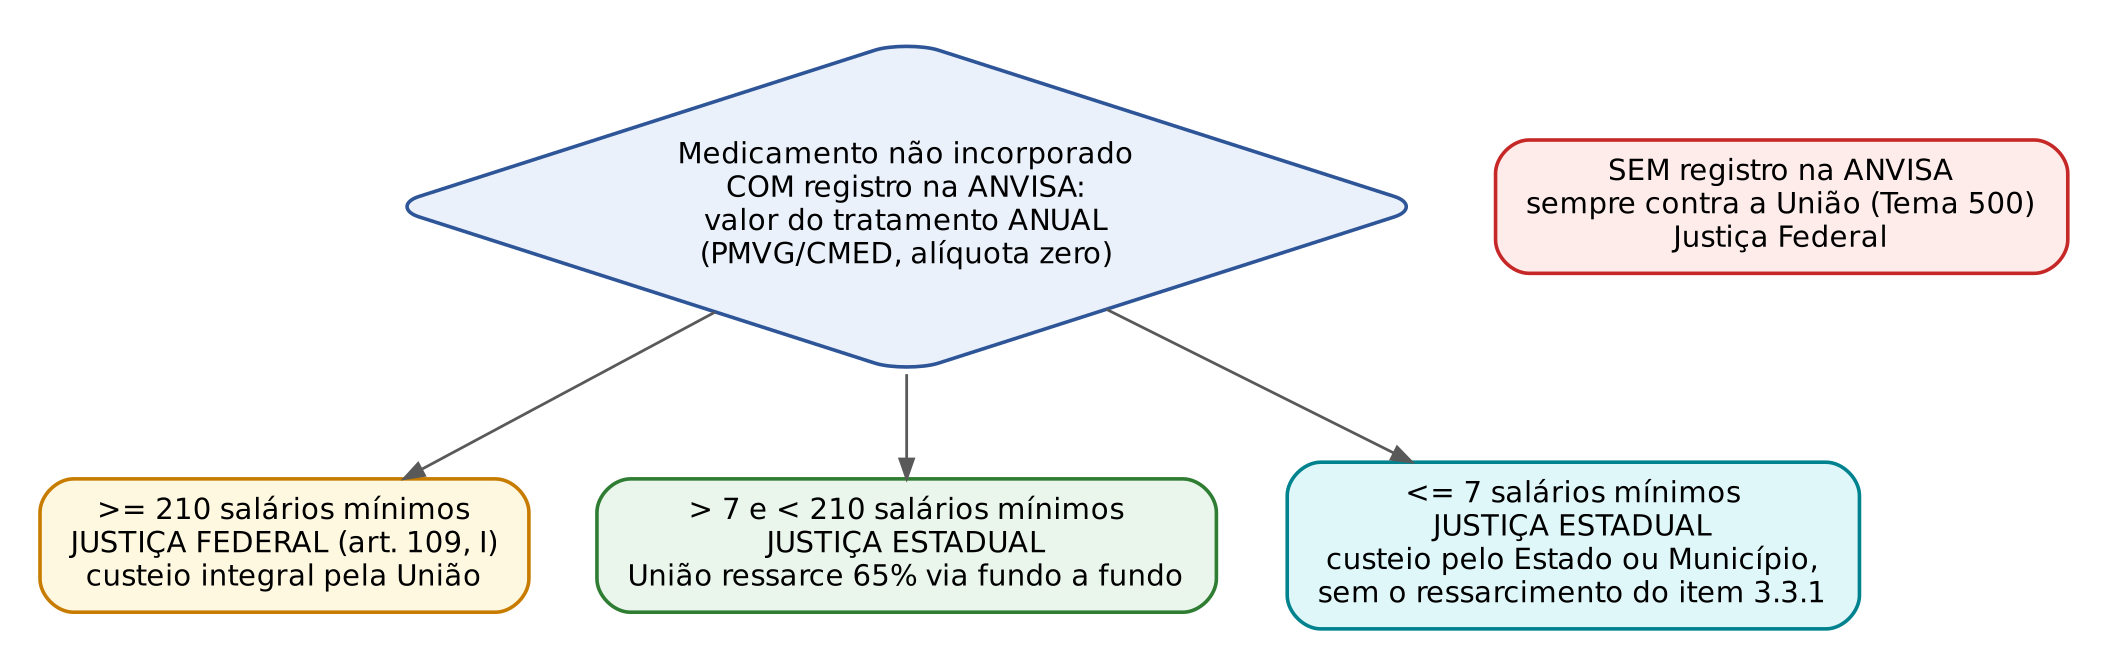 Medicamento não incorporado
COM registro na ANVISA:
valor do tratamento ANUAL
(PMVG/CMED, alíquota zero)
SEM registro na ANVISA
sempre contra a União (Tema 500)
Justiça Federal
>= 210 salários mínimos
JUSTIÇA FEDERAL (art. 109, I)
custeio integral pela União
> 7 e < 210 salários mínimos
JUSTIÇA ESTADUAL
União ressarce 65% via fundo a fundo
<= 7 salários mínimos
JUSTIÇA ESTADUAL
custeio pelo Estado ou Município,
sem o ressarcimento do item 3.3.1